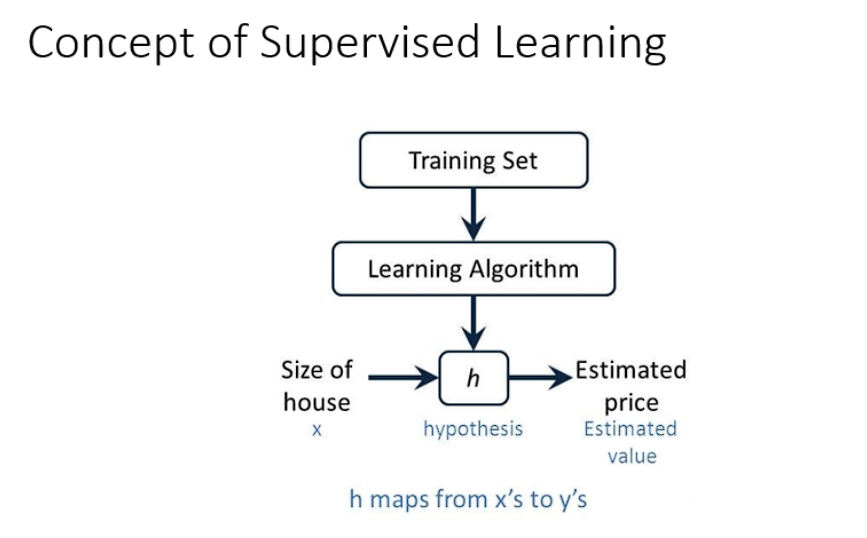 Concept of Supervised Learning
Training Set
Learning Algorithm
Size of
house
x
h
hypothesis
Estimated
price
Estimated
value
h maps from x's to y's